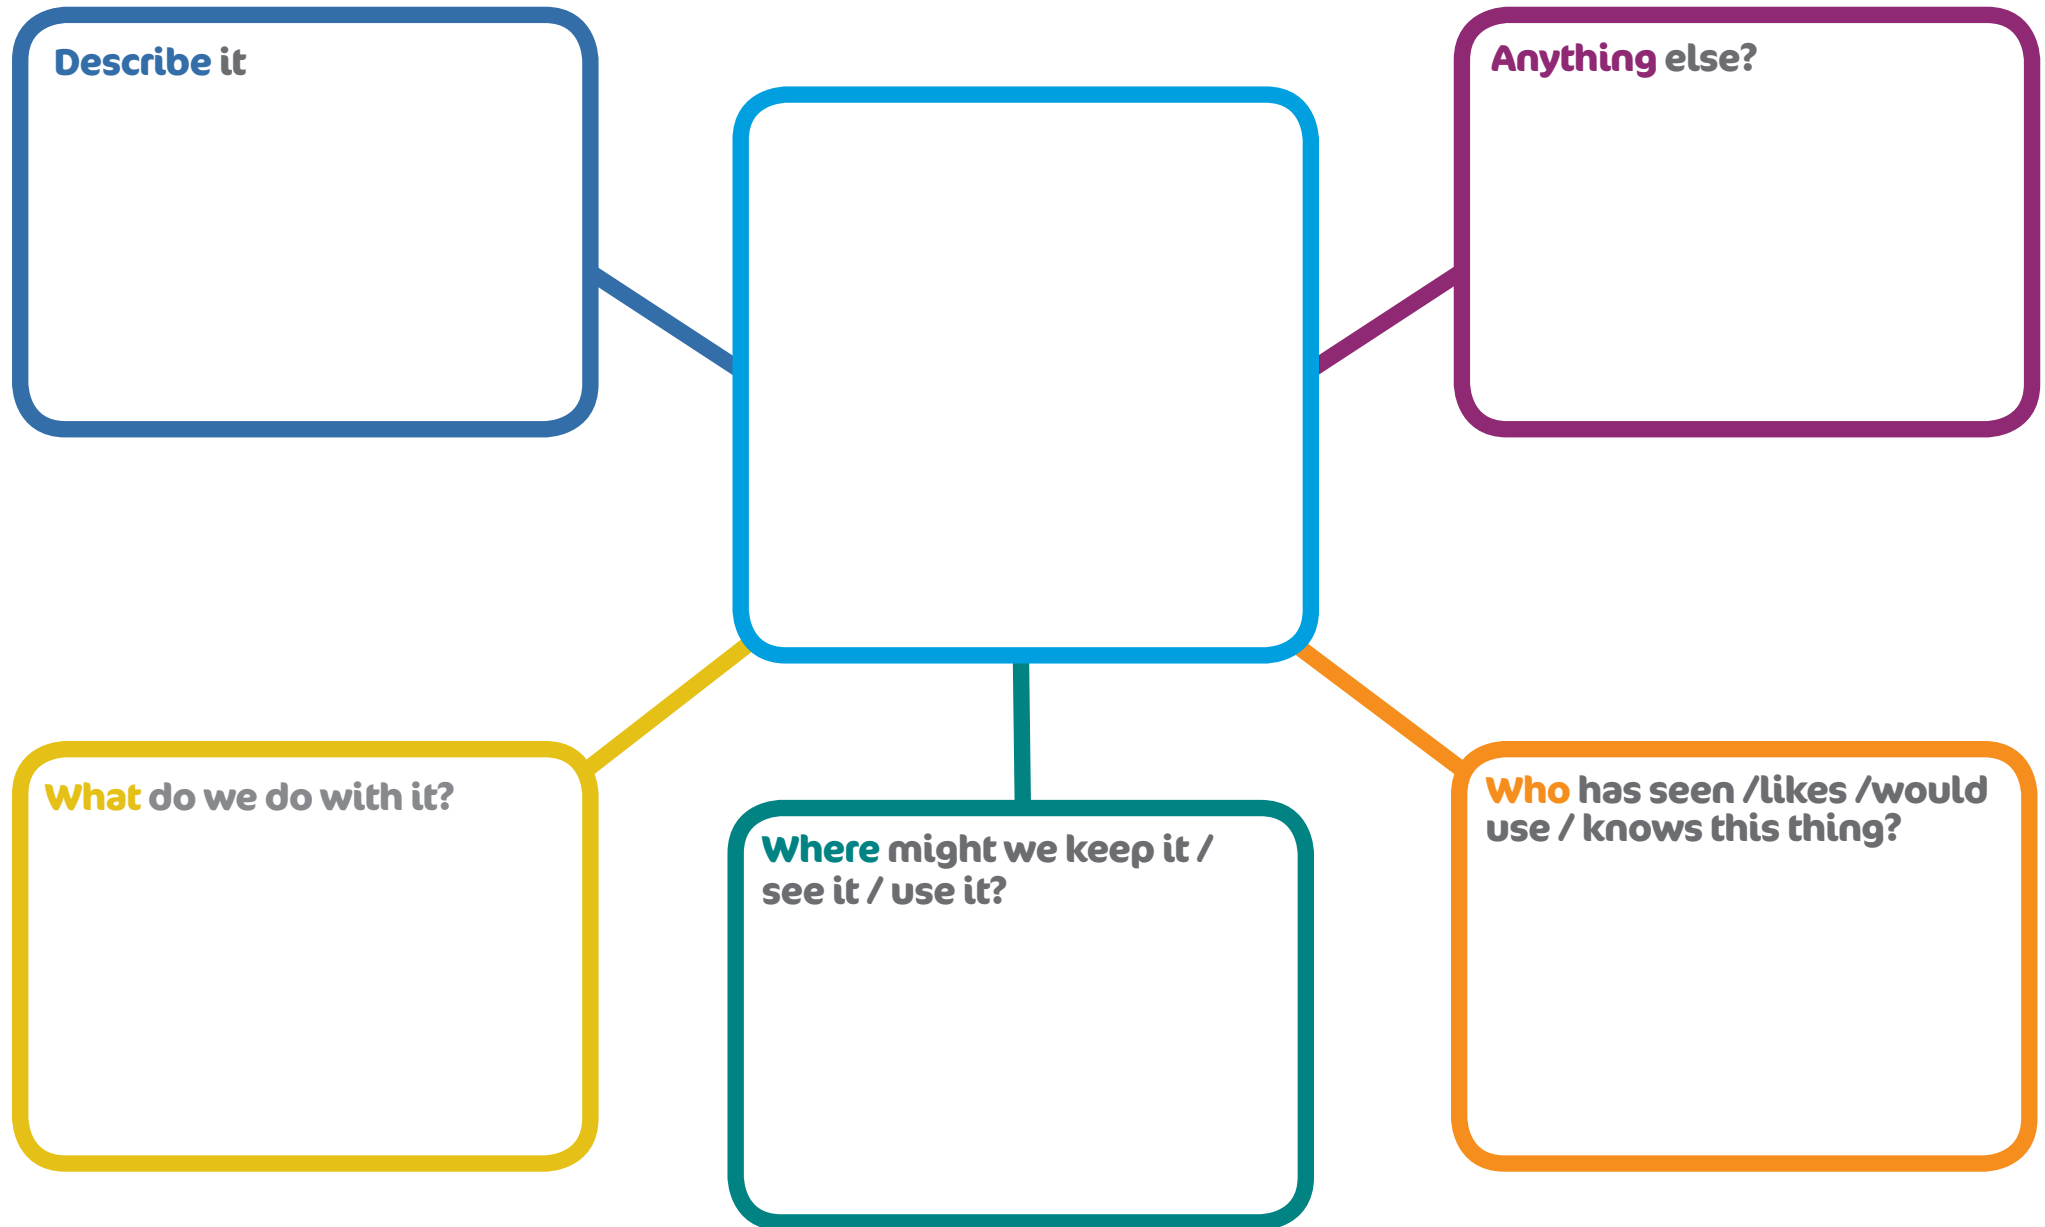 Describe it
Anything else?
What do we do with it?
Where might we keep it /
see it / use it?
Who has seen /likes /would
use / knows this thing?